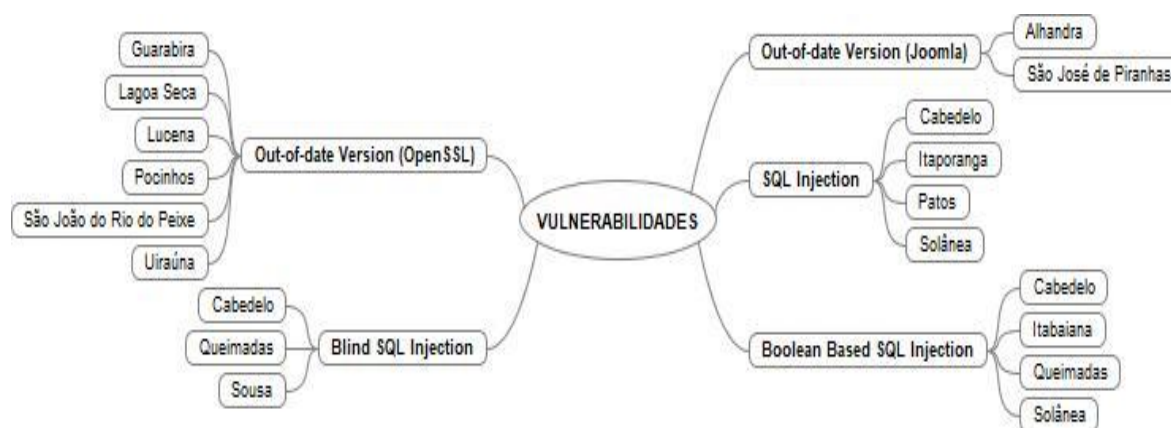 VULNERABILIDADES
Out-of-date Version (OpenSSL)
Guarabira
Lagoa Seca
Lucena
Pocinhos
São João do Rio do Peixe
Uiraúna
Blind SQL Injection
Cabedelo
Queimadas
Sousa
Out-of-date Version (Joomla)
Alhandra
São José de Piranhas
SQL Injection
Cabedelo
Itaporanga
Patos
Solânea
Boolean Based SQL Injection
Cabedelo
Itabaiana
Queimadas
Solânea